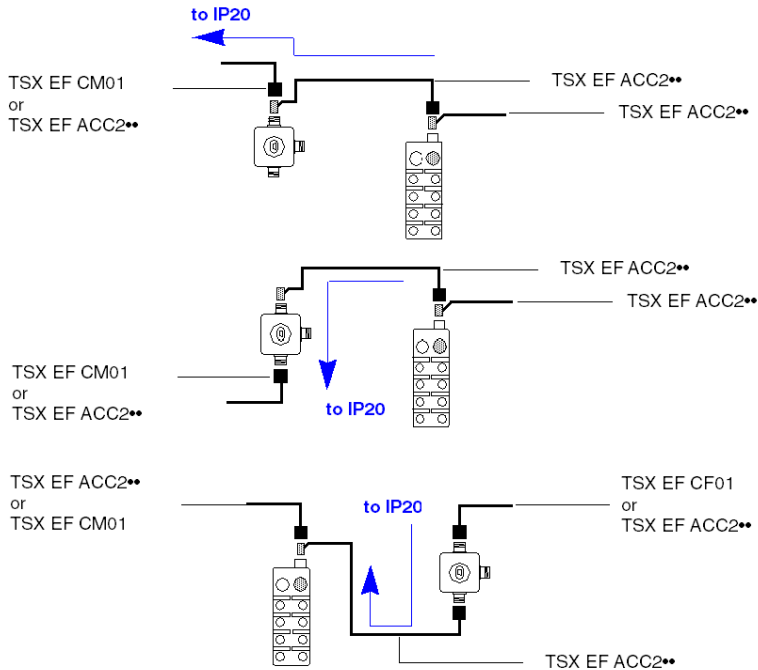 to IP20
TSX EF CM01
or
TSX EF ACC2••
TSX EF ACC2••
TSX EF ACC2••
TSX EF ACC2••
TSX EF ACC2••
TSX EF CM01
or
TSX EF ACC2••
to IP20
TSX EF ACC2••
or
TSX EF CM01
to IP20
TSX EF CF01
or
TSX EF ACC2••
TSX EF ACC2••